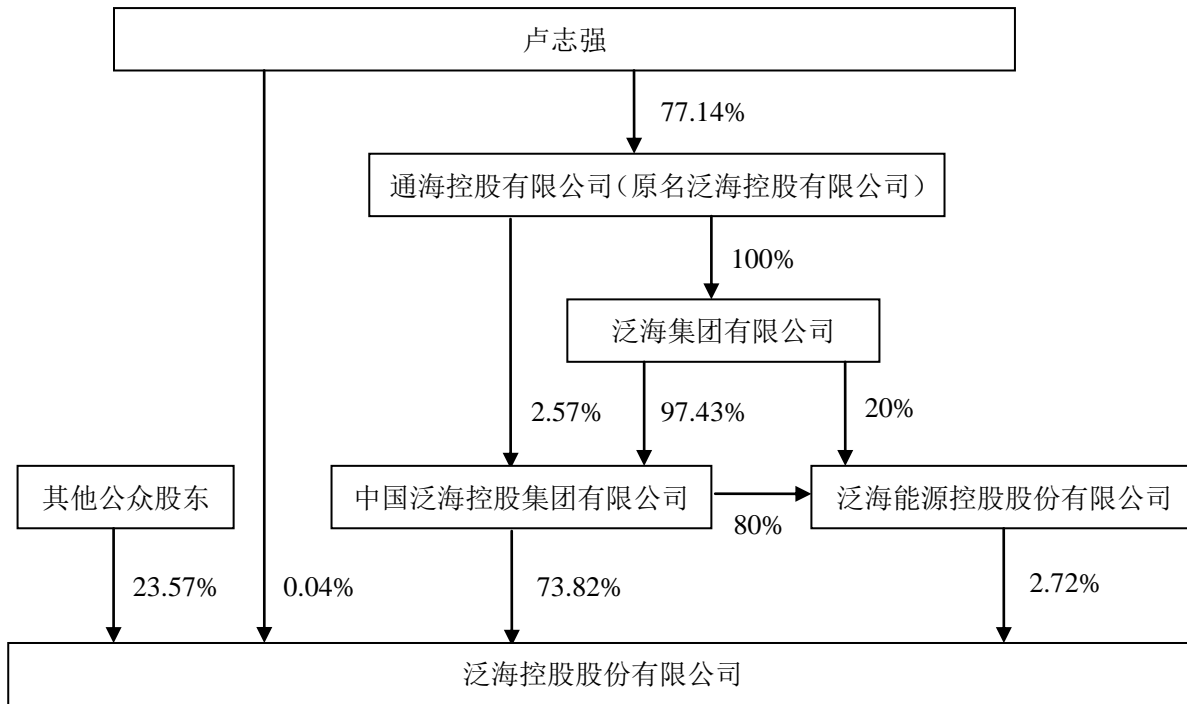 卢志强
77.14%
通海控股有限公司（原名泛海控股有限公司）
100%
泛海集团有限公司
2.57%
97.43%
20%
其他公众股东
中国泛海控股集团有限公司
泛海能源控股股份有限公司
80%
23.57%
0.04%
73.82%
2.72%
泛海控股股份有限公司